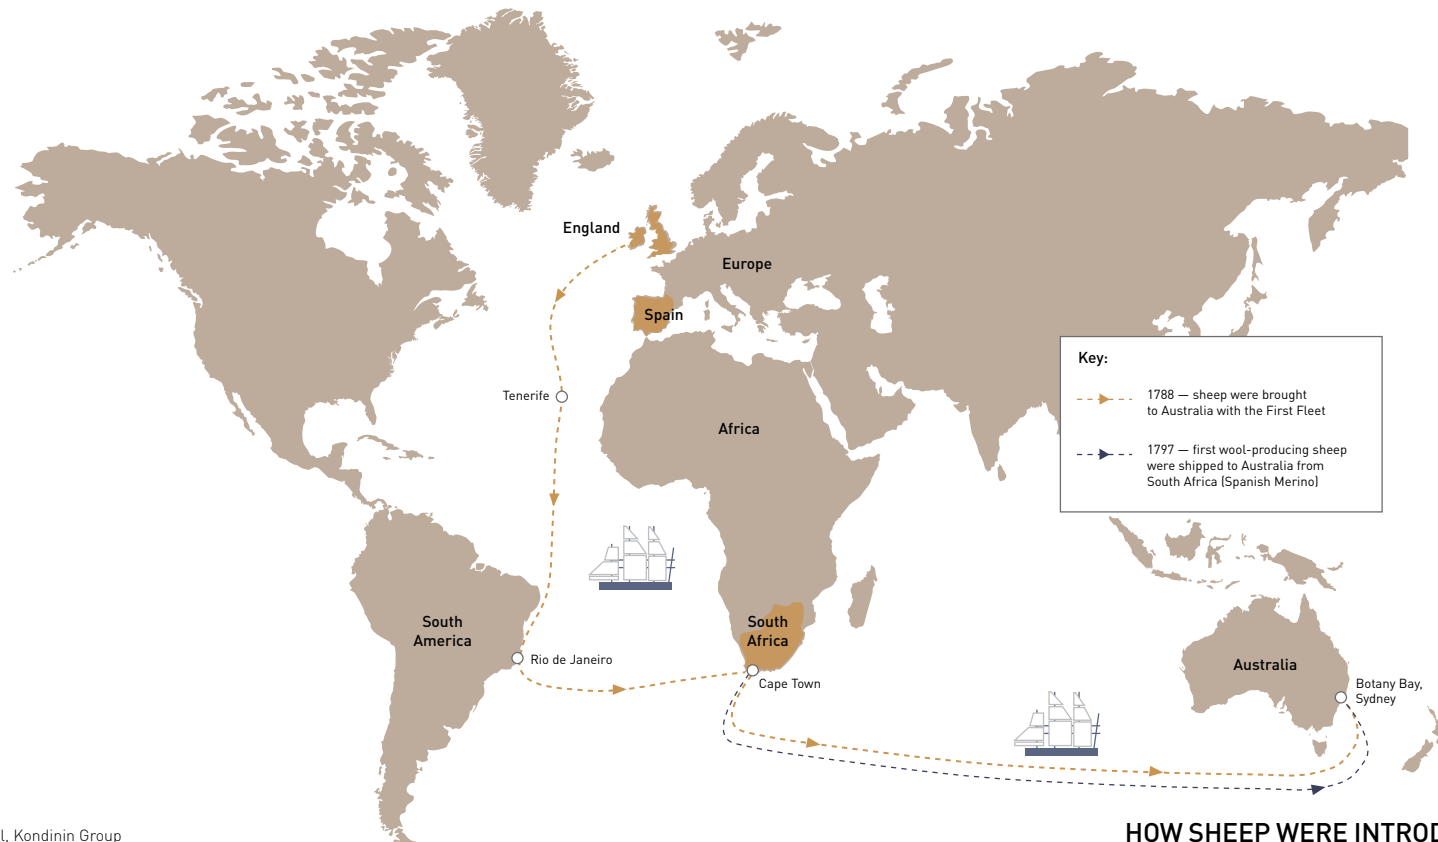 England
Europe
Spain
Key:
1788 — sheep were brought
to Australia with the First Fleet
1797 — first wool-producing sheep
were shipped to Australia from
South Africa (Spanish Merino)
Tenerife
Africa
South
America
South
Africa
Rio de Janeiro
Cape Town
Australia
Botany Bay,
Sydney
l, Kondinin Group
HOW SHEEP WERE INTROD